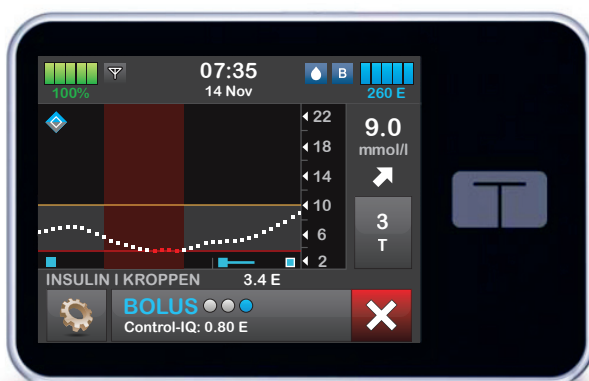 07:35
14 Nov
100%
B
260 E
22
18
14
10
6
2
9.0
mmol/l
3
T
INSULIN I KROPPEN 3.4 E
BOLUS
Control-IQ: 0.80 E